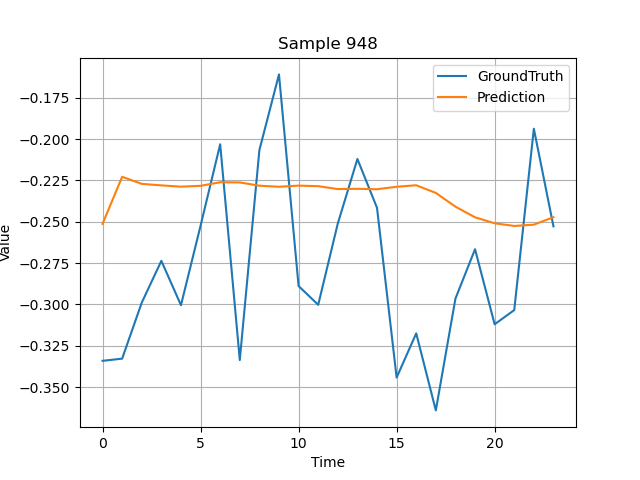 Sample 948
GroundTruth
Prediction
−0.175
−0.200
−0.225
−0.250
−0.275
−0.300
−0.325
−0.350
Value
0 5 10 15 20
Time